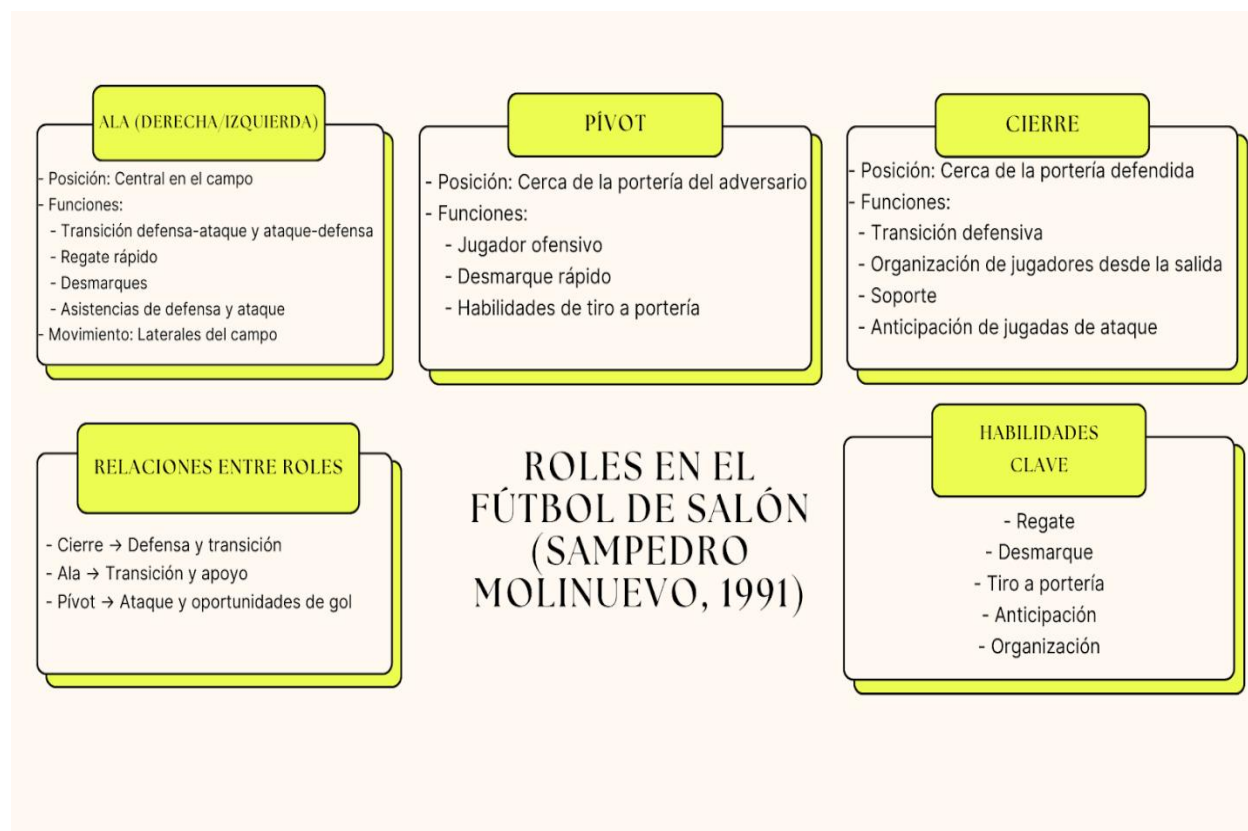 ALA (DERECHA/IZQUIERDA)
- Posición: Central en el campo
- Funciones:
- Transición defensa-ataque y ataque-defensa
- Regate rápido
- Desmarques
- Asistencias de defensa y ataque
- Movimiento: Laterales del campo
PÍVOT
- Posición: Cerca de la portería del adversario
- Funciones:
- Jugador ofensivo
- Desmarque rápido
- Habilidades de tiro a portería
CIERRE
- Posición: Cerca de la portería defendida
- Funciones:
- Transición defensiva
- Organización de jugadores desde la salida
- Soporte
- Anticipación de jugadas de ataque
RELACIONES ENTRE ROLES
- Cierre → Defensa y transición
- Ala → Transición y apoyo
- Pívot → Ataque y oportunidades de gol
ROLES EN EL
FÚTBOL DE SALÓN
(SAMPEDRO
MOLINUEVO, 1991)
HABILIDADES
CLAVE
- Regate
- Desmarque
- Tiro a portería
- Anticipación
- Organización